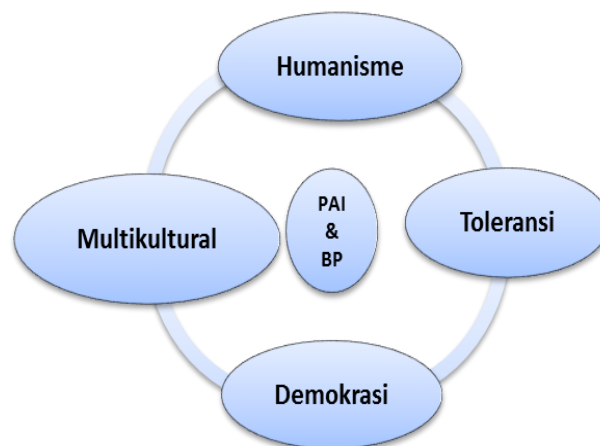 Humanisme
Multikultural
PAI
&
BP
Toleransi
Demokrasi